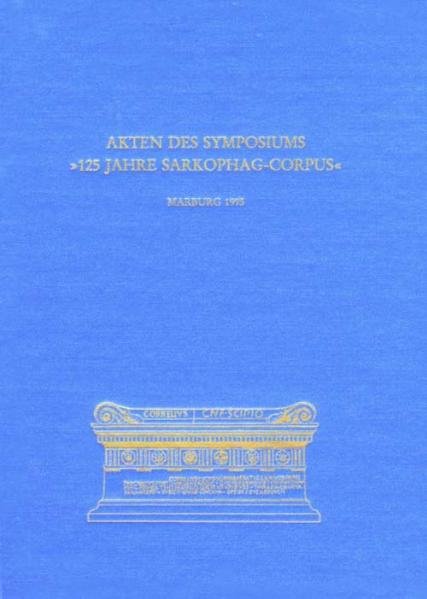 AKTEN DES SYMPOSIUMS
»125 JAHRE SARKOPHAG-CORPUS«
MARBURG 1995
CORNELIVS CN F SCIPIO